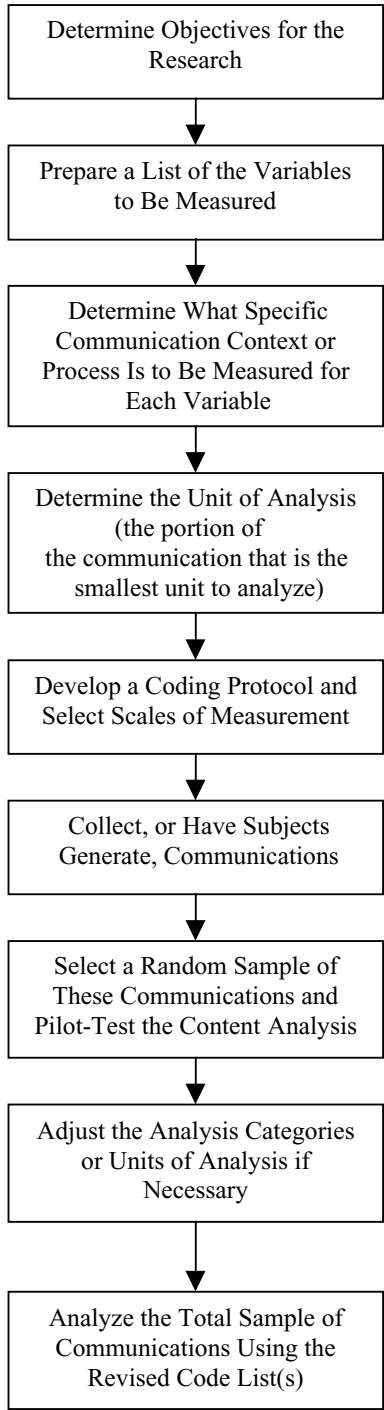 Determine Objectives for the
Research
Prepare a List of the Variables
to Be Measured
Determine What Specific
Communication Context or
Process Is to Be Measured for
Each Variable
Determine the Unit of Analysis
(the portion of
the communication that is the
smallest unit to analyze)
Develop a Coding Protocol and
Select Scales of Measurement
Collect, or Have Subjects
Generate, Communications
Select a Random Sample of
These Communications and
Pilot-Test the Content Analysis
Adjust the Analysis Categories
or Units of Analysis if
Necessary
Analyze the Total Sample of
Communications Using the
Revised Code List(s)